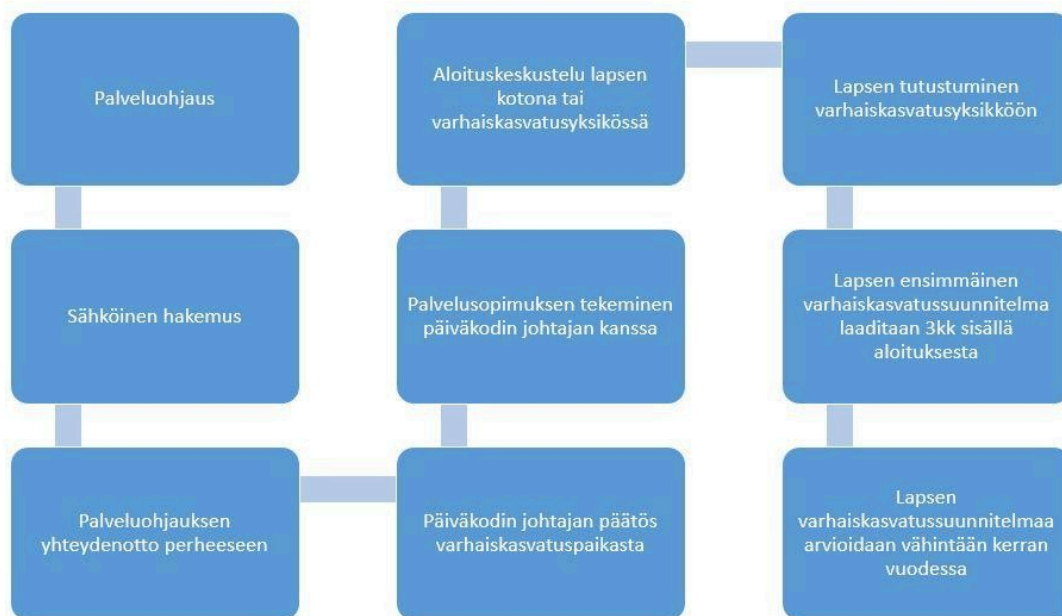 Palveluohjaus
Sähköinen hakemus
Palveluohjauksen
yhteydenotto perheeseen
Päiväkodin johtajan päätös
varhaiskasvatuspaikasta
Palvelusopimuksen tekeminen
päiväkodin johtajan kanssa
Aloituskeskustelu lapsen
kotona tai
varhaiskasvatusyksikössä
Lapsen tutustuminen
varhaiskasvatusyksikköön
Lapsen ensimmäinen
varhaiskasvatussuunnitelma
laaditaan 3kk sisällä
aloituksesta
Lapsen
varhaiskasvatussuunnitelmaa
arvioidaan vähintään kerran
vuodessa